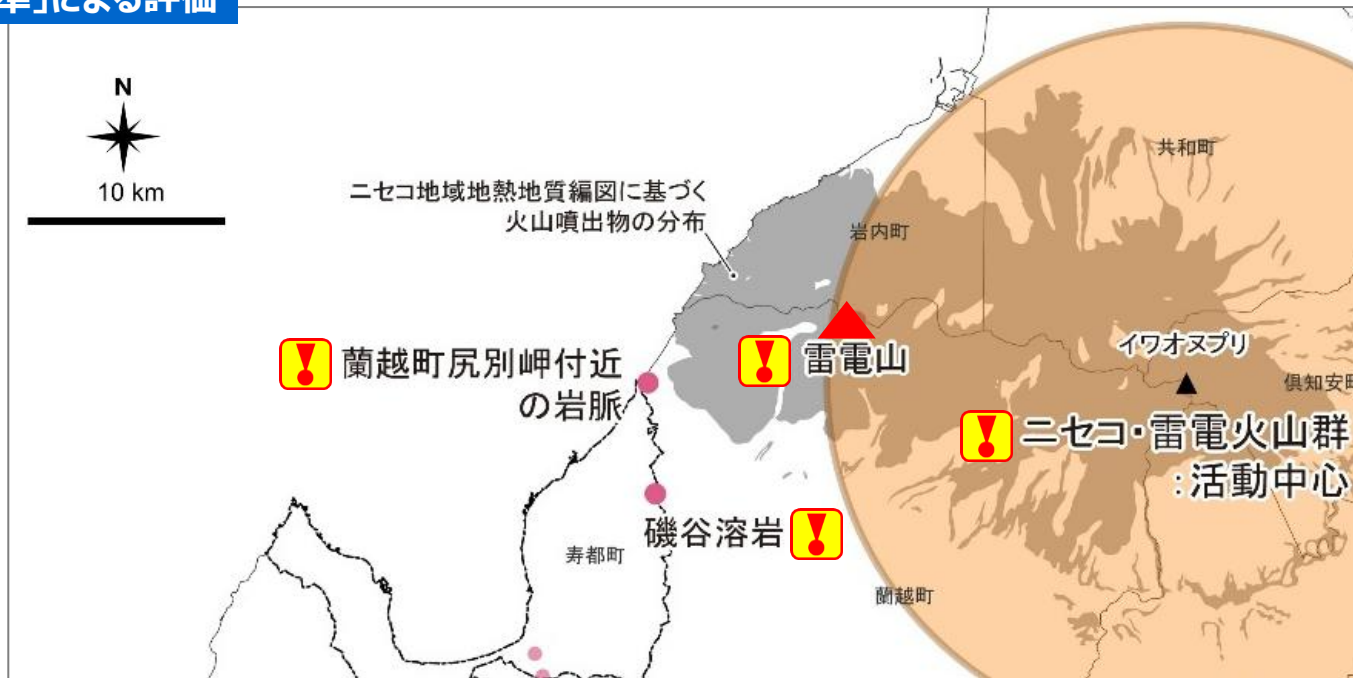 準」による評価
N
10 km
ニセコ地域地熱地質編図に基づく
火山噴出物の分布
共和町
岩内町
イワオヌプリ
蘭越町尻別岬付近
の岩脈
雷電山
倶知安町
ニセコ・雷電火山群
:活動中心
磯谷溶岩
寿都町
蘭越町